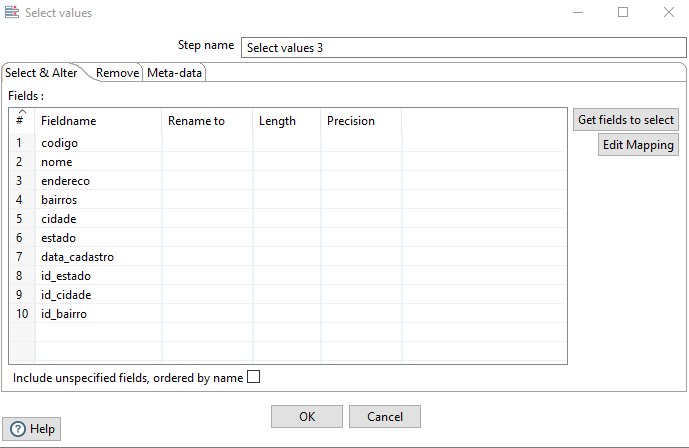 Select values
Step name Select values 3
Select & Alter Remove Meta-data
Fields :
# Fieldname Rename to Length Precision
1 codigo
2 nome
3 endereco
4 bairros
5 cidade
6 estado
7 data_cadastro
8 id_estado
9 id_cidade
10 id_bairro
Get fields to select
Edit Mapping
Include unspecified fields, ordered by name
OK Cancel
? Help